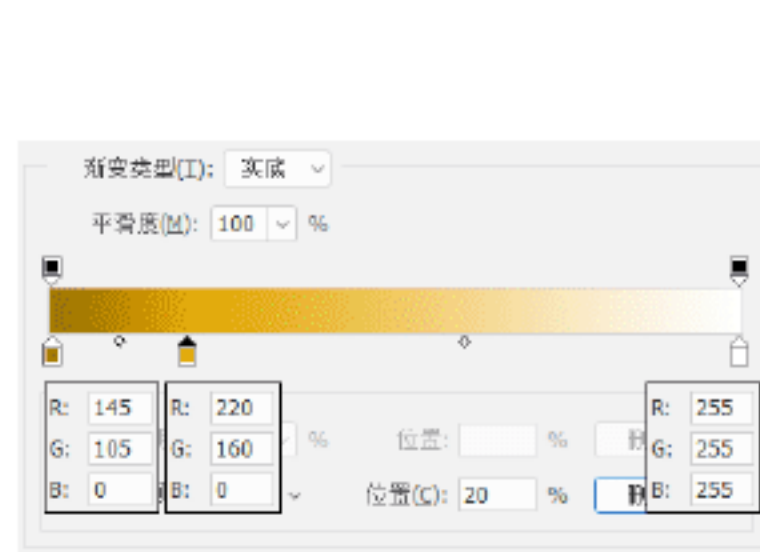 渐变类型(T): 实底
平滑度(M): 100 %
R: 145 R: 220 R: 255
G: 105 G: 160 % 位置: % G: 255
B: 0 B: 0 位置(C): 20 % B: 255